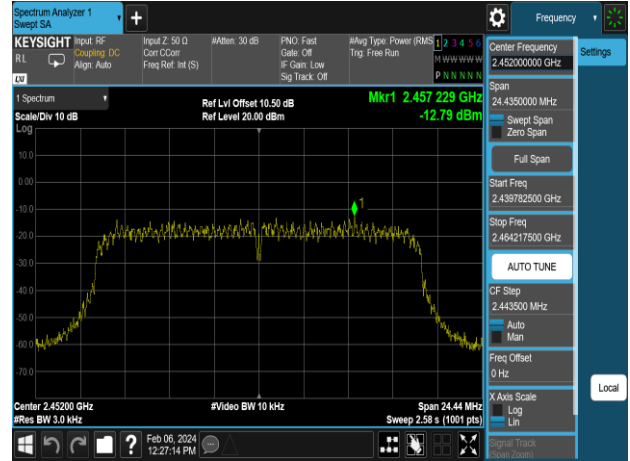 Spectrum Analyzer 1
Swept SA
Frequency
KEYSIGHT
RL
LXI
Input: RF
Coupling: DC
Align: Auto
Input Z: 50 Ω
Corr CCorr
Freq Ref: Int (S)
#Atten: 30 dB
PNO: Fast
Gate: Off
IF Gain: Low
Sig Track: Off
#Avg Type: Power (RMS
Trig: Free Run
1 2 3 4 5 6
M W W W W W
P N N N N N
1 Spectrum
Scale/Div 10 dB
Ref Lvl Offset 10.50 dB
Ref Level 20.00 dBm
Mkr1 2.457 229 GHz
-12.79 dBm
Log
10.0
0.00
-10.0
-20.0
-30.0
-40.0
-50.0
-60.0
-70.0
1
Center 2.45200 GHz
#Res BW 3.0 kHz
#Video BW 10 kHz
Span 24.44 MHz
Sweep 2.58 s (1001 pts)
Feb 06, 2024
12:27:14 PM
Center Frequency
2.452000000 GHz
Span
24.4350000 MHz
Swept Span
Zero Span
Full Span
Start Freq
2.439782500 GHz
Stop Freq
2.464217500 GHz
AUTO TUNE
CF Step
2.443500 MHz
Auto
Man
Freq Offset
0 Hz
X Axis Scale
Log
Lin
Signal Track
(Span Zoom)
Settings
Local